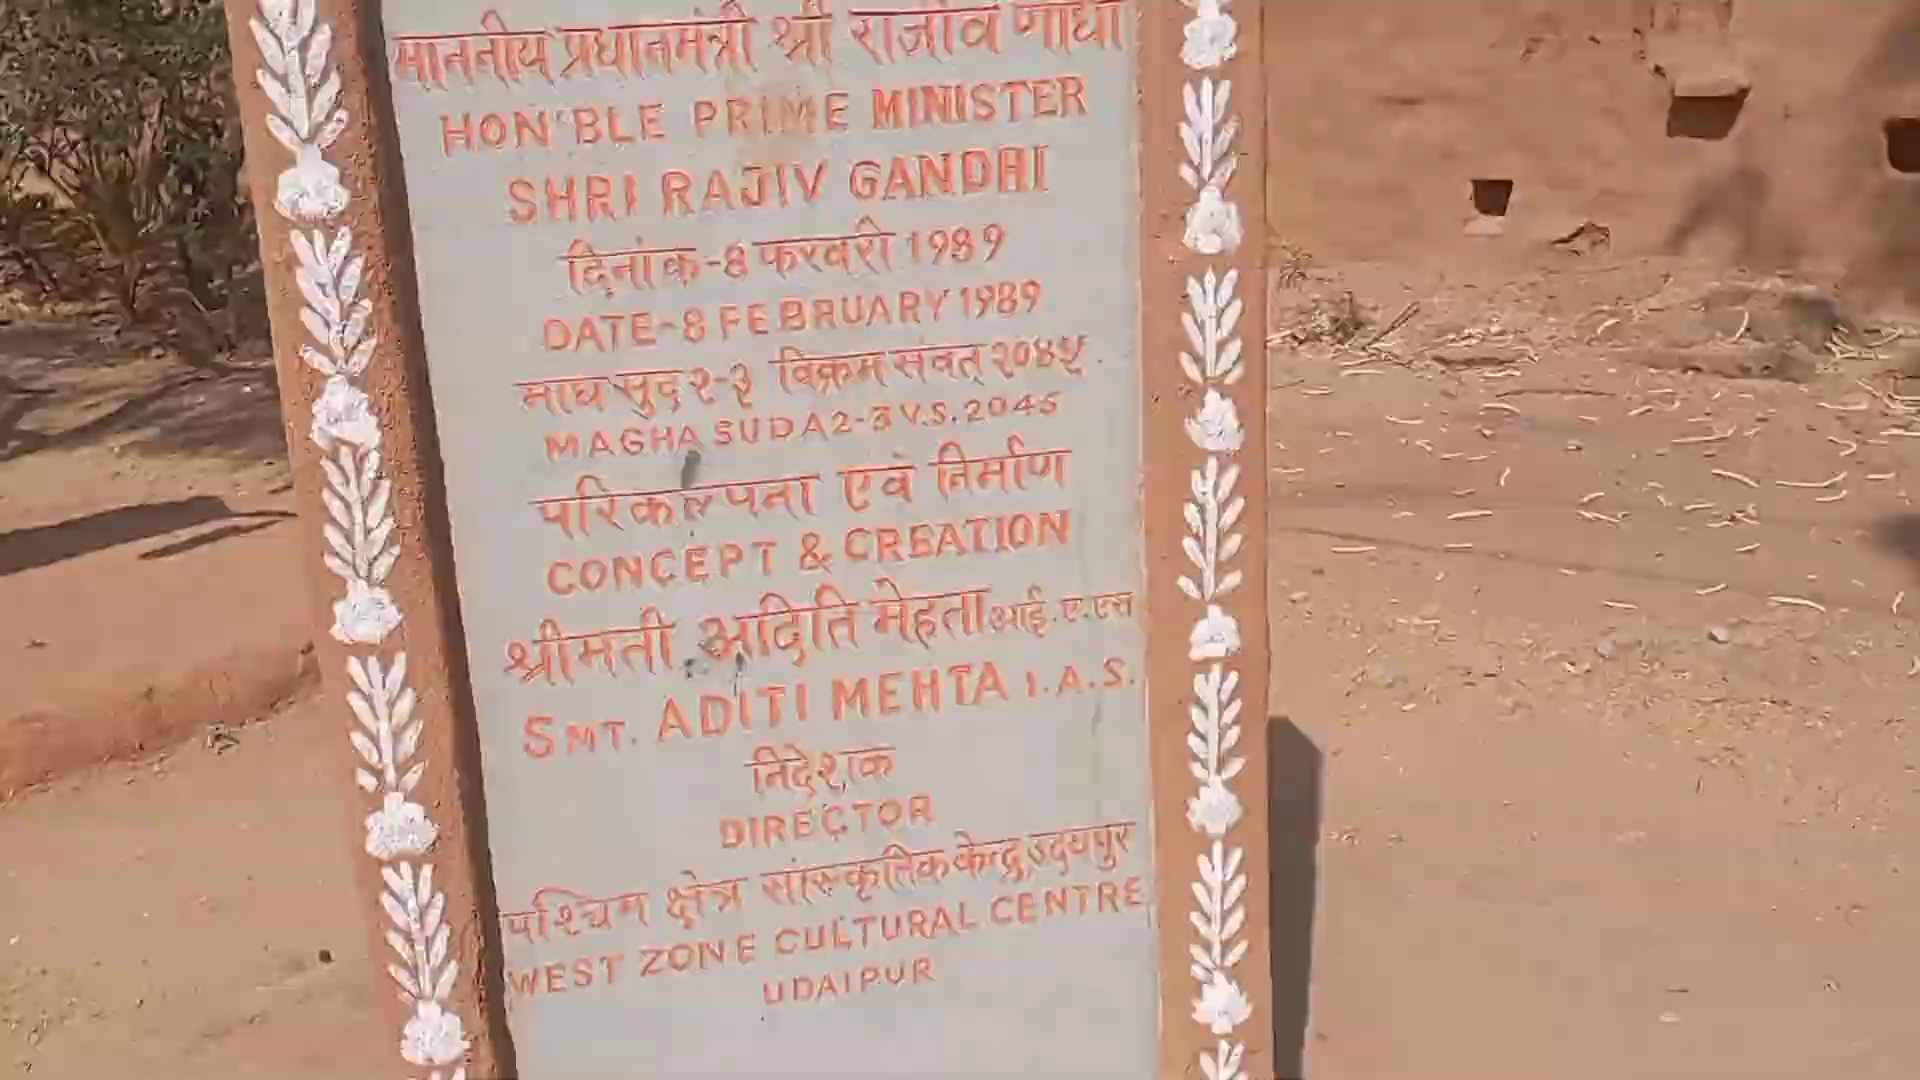 माननीय प्रधानमंत्री श्री राजीव गांधी
HON'BLE PRIME MINISTER
SHRI RAJIV GANDHI
दिनांक-8 फरवरी 1989
DATE-8 FEBRUARY 1989
माघ सुद २-३ विक्रम संवत् २०४५.
MAGHA SUDA 2-3 V.S. 2045
परिकल्पना एवं निर्माण
CONCEPT & CREATION
श्रीमती अदिति मेहता आई.ए.एस
SMT. ADITI MEHTA I.A.S.
निदेशक
DIRECTOR
पश्चिम क्षेत्र सांस्कृतिक केन्द्र, उदयपुर
WEST ZONE CULTURAL CENTRE
UDAIPUR